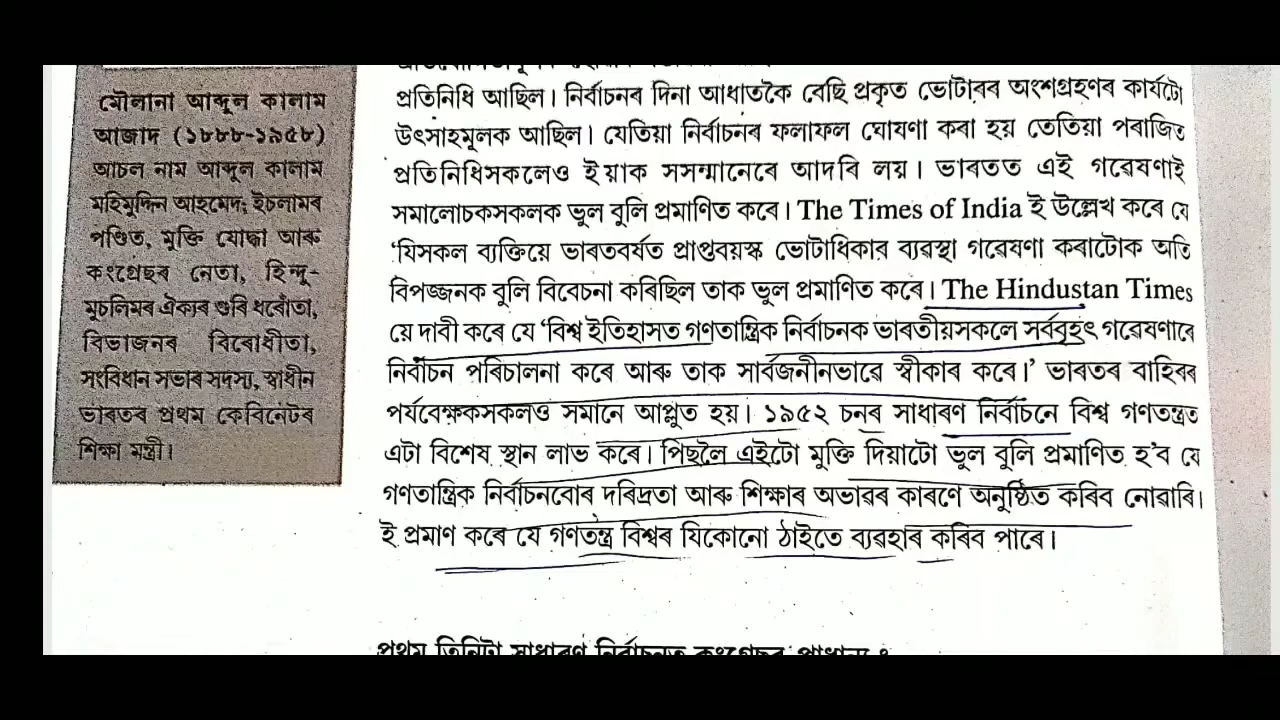 মৌলানা আব্দুল কালাম
আজাদ (১৮৮৮-১৯৫৮)
আচল নাম আব্দুল কালাম
মহিমুদ্দিন আহমেদ; ইচলামৰ
পণ্ডিত, মুক্তি যোদ্ধা আৰু
কংগ্ৰেছৰ নেতা, হিন্দু-
মুচলিমৰ ঐক্যৰ গুৰি ধৰোঁতা,
বিভাজনৰ বিৰোধীতা,
সংবিধান সভাৰ সদস্য, স্বাধীন
ভাৰতৰ প্ৰথম কেবিনেটৰ
শিক্ষা মন্ত্ৰী।
প্ৰতিনিধি আছিল। নিৰ্বাচনৰ দিনা আধাতকৈ বেছি প্ৰকৃত ভোটাৰৰ অংশগ্ৰহণৰ কাৰ্যটো
উৎসাহমূলক আছিল। যেতিয়া নিৰ্বাচনৰ ফলাফল ঘোষণা কৰা হয় তেতিয়া পৰাজিত
প্ৰতিনিধিসকলেও ইয়াক সসন্মানেৰে আদৰি লয়। ভাৰতত এই গৱেষণাই
সমালোচকসকলক ভুল বুলি প্ৰমাণিত কৰে। The Times of India ই উল্লেখ কৰে যে
‘যিসকল ব্যক্তিয়ে ভাৰতবৰ্ষত প্ৰাপ্তবয়স্ক ভোটাধিকাৰ ব্যৱস্থা গৱেষণা কৰাটোক অতি
বিপজ্জনক বুলি বিবেচনা কৰিছিল তাক ভুল প্ৰমাণিত কৰে। The Hindustan Times
য়ে দাবী কৰে যে ‘বিশ্ব ইতিহাসত গণতান্ত্ৰিক নিৰ্বাচনক ভাৰতীয়সকলে সৰ্ববৃহৎ গৱেষণাৰে
নিৰ্বাচন পৰিচালনা কৰে আৰু তাক সাৰ্বজনীনভাৱে স্বীকাৰ কৰে।’ ভাৰতৰ বাহিৰৰ
পৰ্যবেক্ষকসকলও সমানে আপ্লুত হয়। ১৯৫২ চনৰ সাধাৰণ নিৰ্বাচনে বিশ্ব গণতন্ত্ৰত
এটা বিশেষ স্থান লাভ কৰে। পিছলৈ এইটো মুক্তি দিয়াটো ভুল বুলি প্ৰমাণিত হ’ব যে
গণতান্ত্ৰিক নিৰ্বাচনবোৰ দৰিদ্ৰতা আৰু শিক্ষাৰ অভাৱৰ কাৰণে অনুষ্ঠিত কৰিব নোৱাৰি।
ই প্ৰমাণ কৰে যে গণতন্ত্ৰ বিশ্বৰ যিকোনো ঠাইতে ব্যৱহাৰ কৰিব পাৰে।
প্ৰথম তিনিটা সাধাৰণ নিৰ্বাচনত কংগ্ৰেছৰ প্ৰাধান্য ঃ